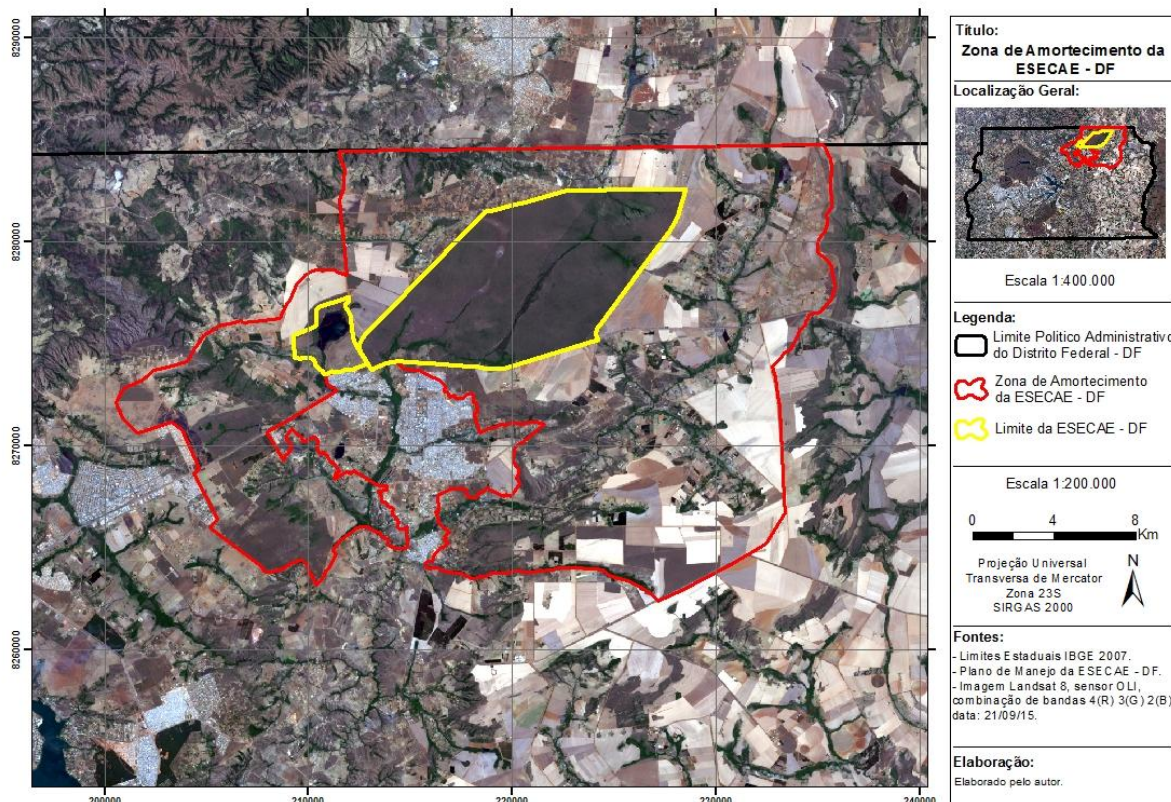 Título:
Zona de Amortecimento da
ESECAE - DF
Localização Geral:
Escala 1:400.000
Legenda:
Limite Politico Administrativo
do Distrito Federal - DF
Zona de Amortecimento
da ESECAE - DF
Limite da ESECAE - DF
Escala 1:200.000
0 4 8
Km
Projeção Universal
Transversa de Mercator
Zona 23S
SIRGAS 2000
N
Fontes:
- Limites Estaduais IBGE 2007.
- Plano de Manejo da ESECAE - DF.
- Imagem Landsat 8, sensor OLI,
combinação de bandas 4(R) 3(G) 2(B)
data: 21/09/15.
Elaboração:
Elaborado pelo autor.
8290000
8280000
8270000
8260000
200000 210000 220000 230000 240000